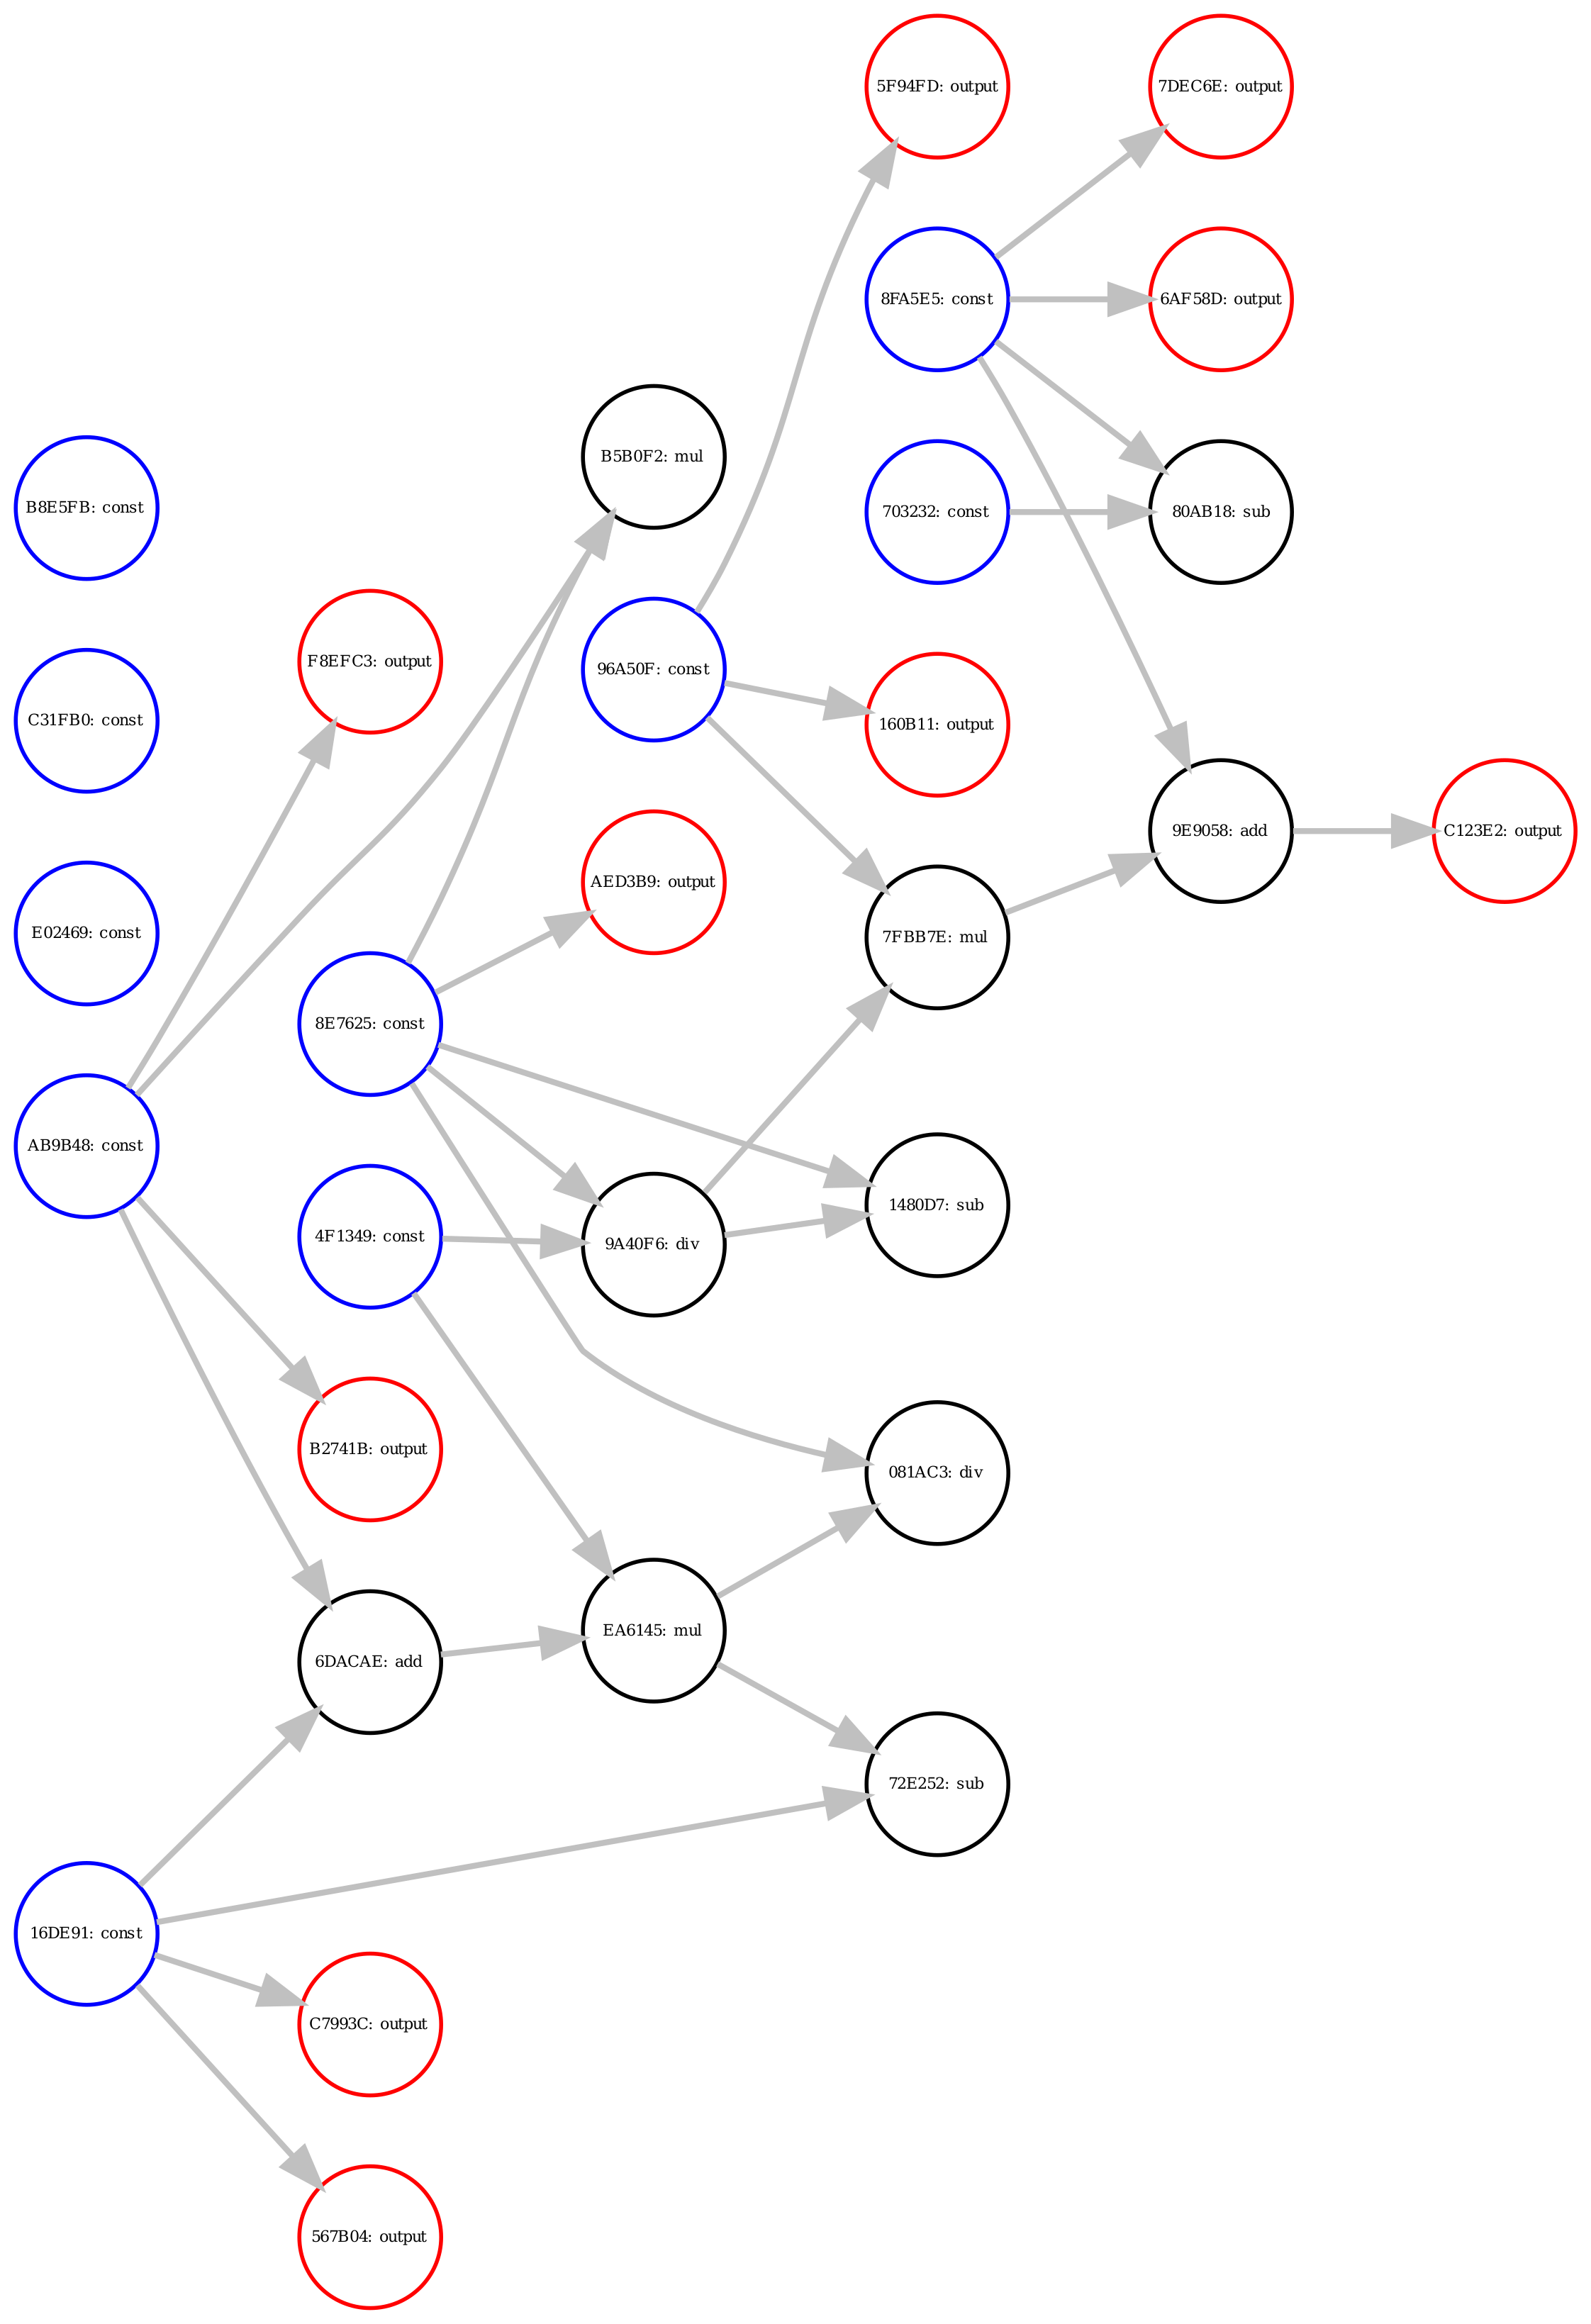 5F94FD: output
7DEC6E: output
8FA5E5: const
6AF58D: output
B5B0F2: mul
B8E5FB: const
703232: const
80AB18: sub
F8EFC3: output
96A50F: const
C31FB0: const
160B11: output
9E9058: add
C123E2: output
AED3B9: output
E02469: const
7FBB7E: mul
8E7625: const
AB9B48: const
1480D7: sub
4F1349: const
9A40F6: div
B2741B: output
081AC3: div
EA6145: mul
6DACAE: add
72E252: sub
16DE91: const
C7993C: output
567B04: output